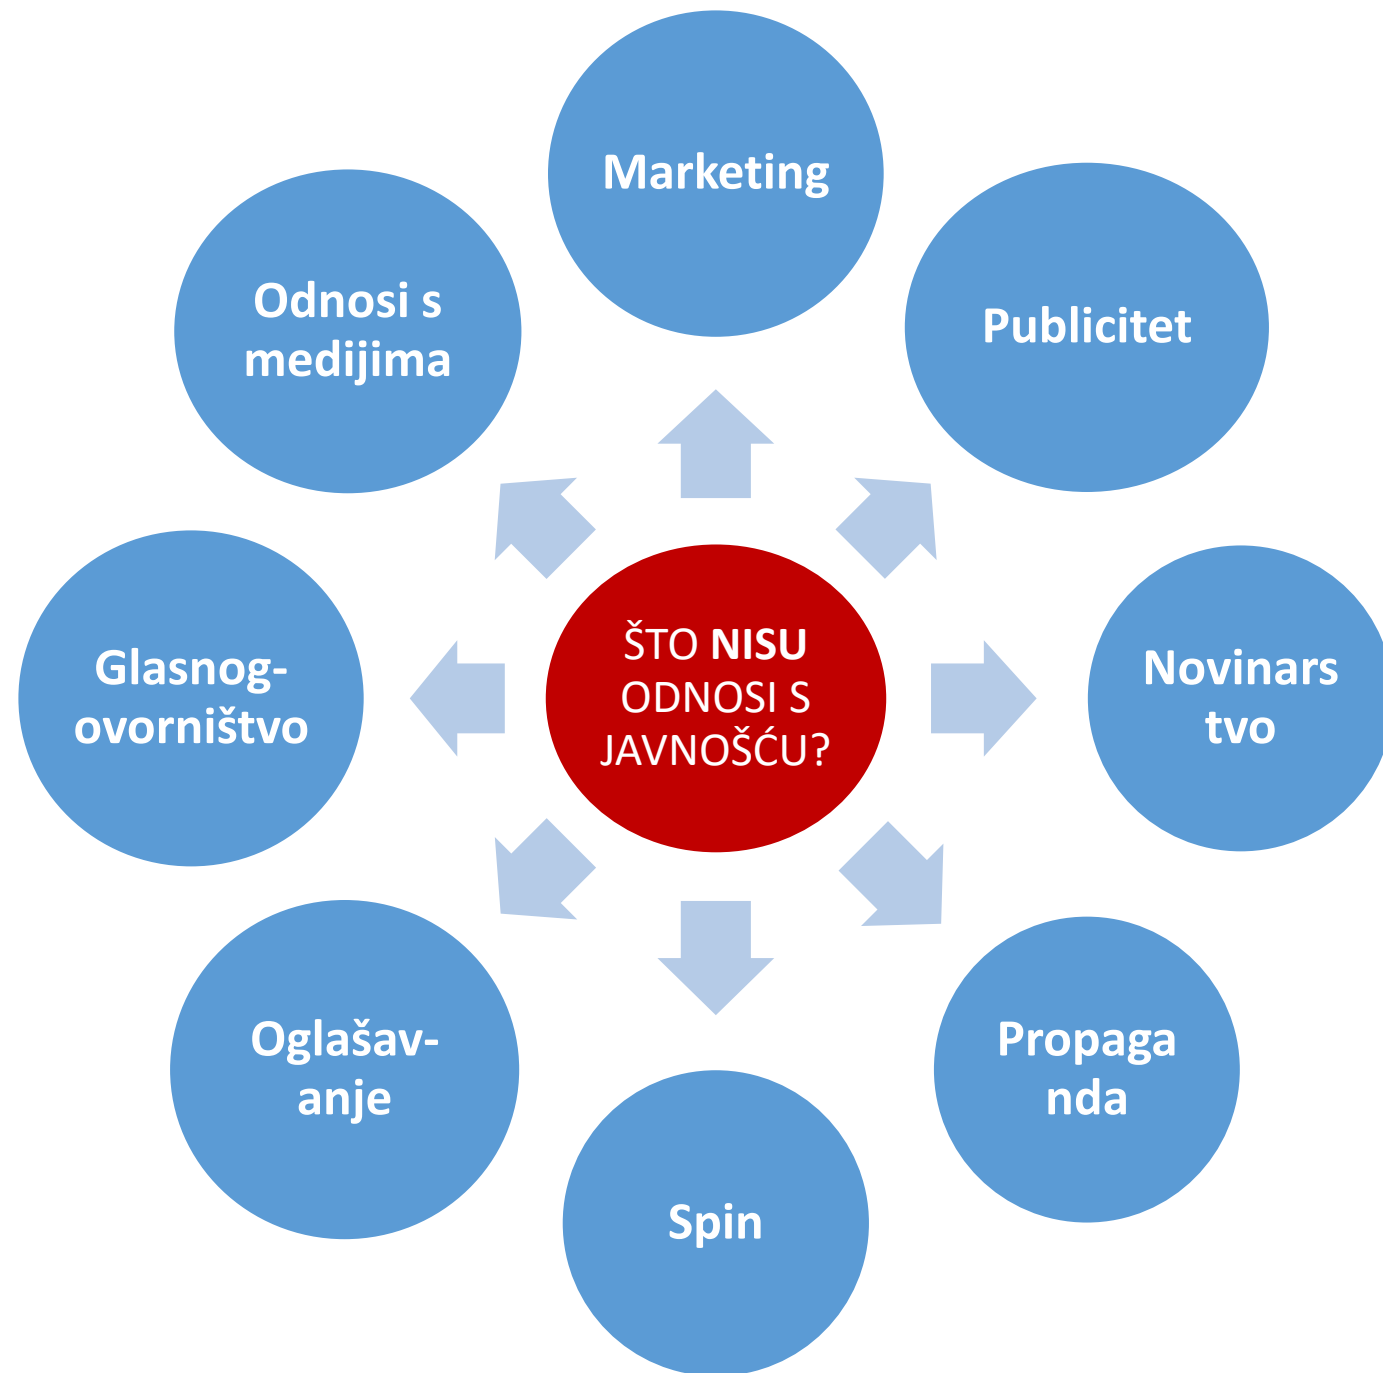 Marketing
Publicitet
Novinars
tvo
Propaga
nda
Spin
Oglašav-
anje
Glasnog-
ovorništvo
Odnosi s
medijima
ŠTO NISU
ODNOSI S
JAVNOŠĆU?